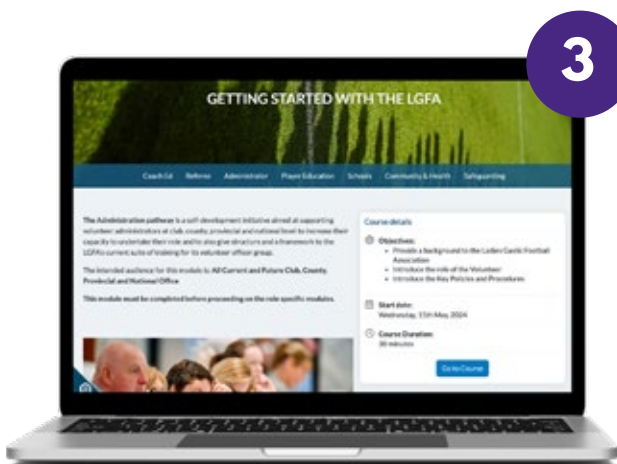 3
GETTING STARTED WITH THE LGFA
Coach Ed Referee Administrator Player Education Schools Community & Health Safeguarding
The Administration pathway is a self-development initiative aimed at supporting
volunteer administrators at club, county, provincial and national level to increase their
capacity to undertake their role and to also give structure and a framework to the
LGFA's current suite of training for its volunteer officer group.
The intended audience for this module is: All Current and Future Club, County,
Provincial and National Office
This module must be completed before proceeding on the role specific modules.
Course details
Objectives:
Provide a background to the Ladies Gaelic Football
Association
Introduce the role of the Volunteer
Introduce the Key Policies and Procedures
Start date:
Wednesday, 15th May, 2024
Course Duration:
30 minutes
Go to Course